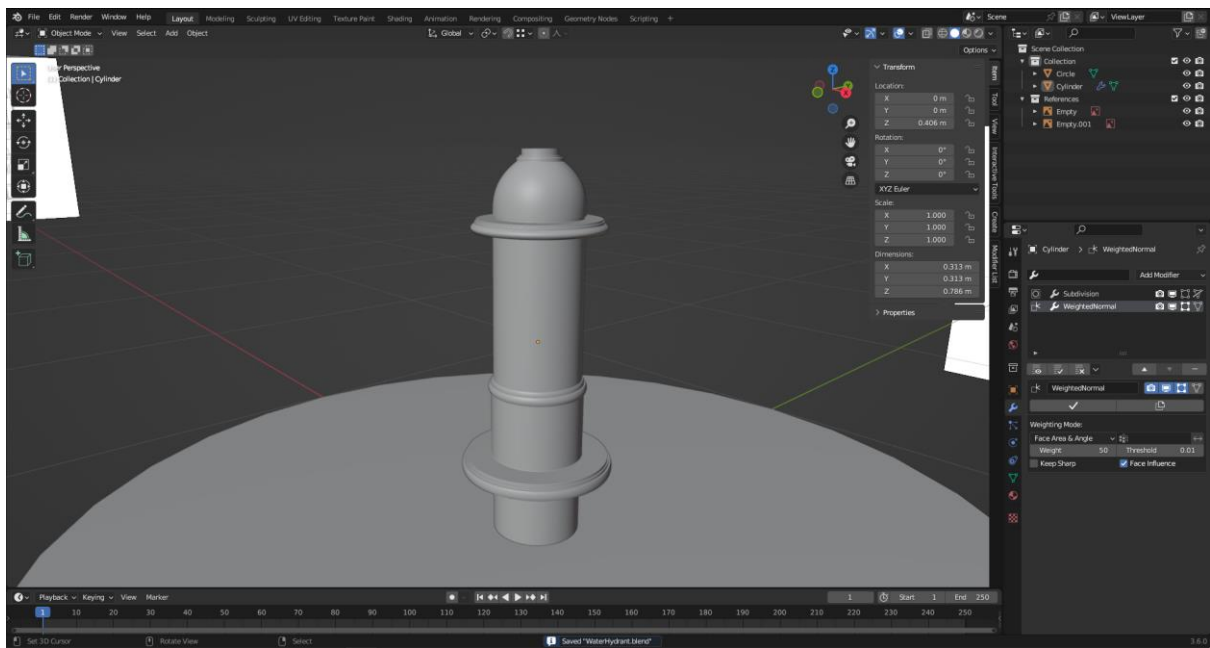 File Edit Render Window Help Layout Modeling Sculpting UV Editing Texture Paint Shading Animation Rendering Compositing Geometry Nodes Scripting + Scene ViewLayer
Object Mode View Select Add Object Global
Options
User Perspective
(1) Collection | Cylinder
Transform
Location:
X 0 m
Y 0 m
Z 0.406 m
Rotation:
X 0°
Y 0°
Z 0°
XYZ Euler
Scale:
X 1.000
Y 1.000
Z 1.000
Dimensions:
X 0.313 m
Y 0.313 m
Z 0.786 m
Properties
Item
Tool
View
Interactive Tools
Create
Modifier List
Z
Y
X
Scene Collection
Collection
Circle
Cylinder
References
Empty
Empty.001
Cylinder > WeightedNormal
Add Modifier
Subdivision
WeightedNormal
WeightedNormal
Weighting Mode:
Face Area & Angle
Weight 50 Threshold 0.01
Keep Sharp Face Influence
Playback Keying View Marker 1 Start 1 End 250
1 10 20 30 40 50 60 70 80 90 100 110 120 130 140 150 160 170 180 190 200 210 220 230 240 250
Set 3D Cursor Rotate View Select Saved "WaterHydrant.blend" 3.6.0